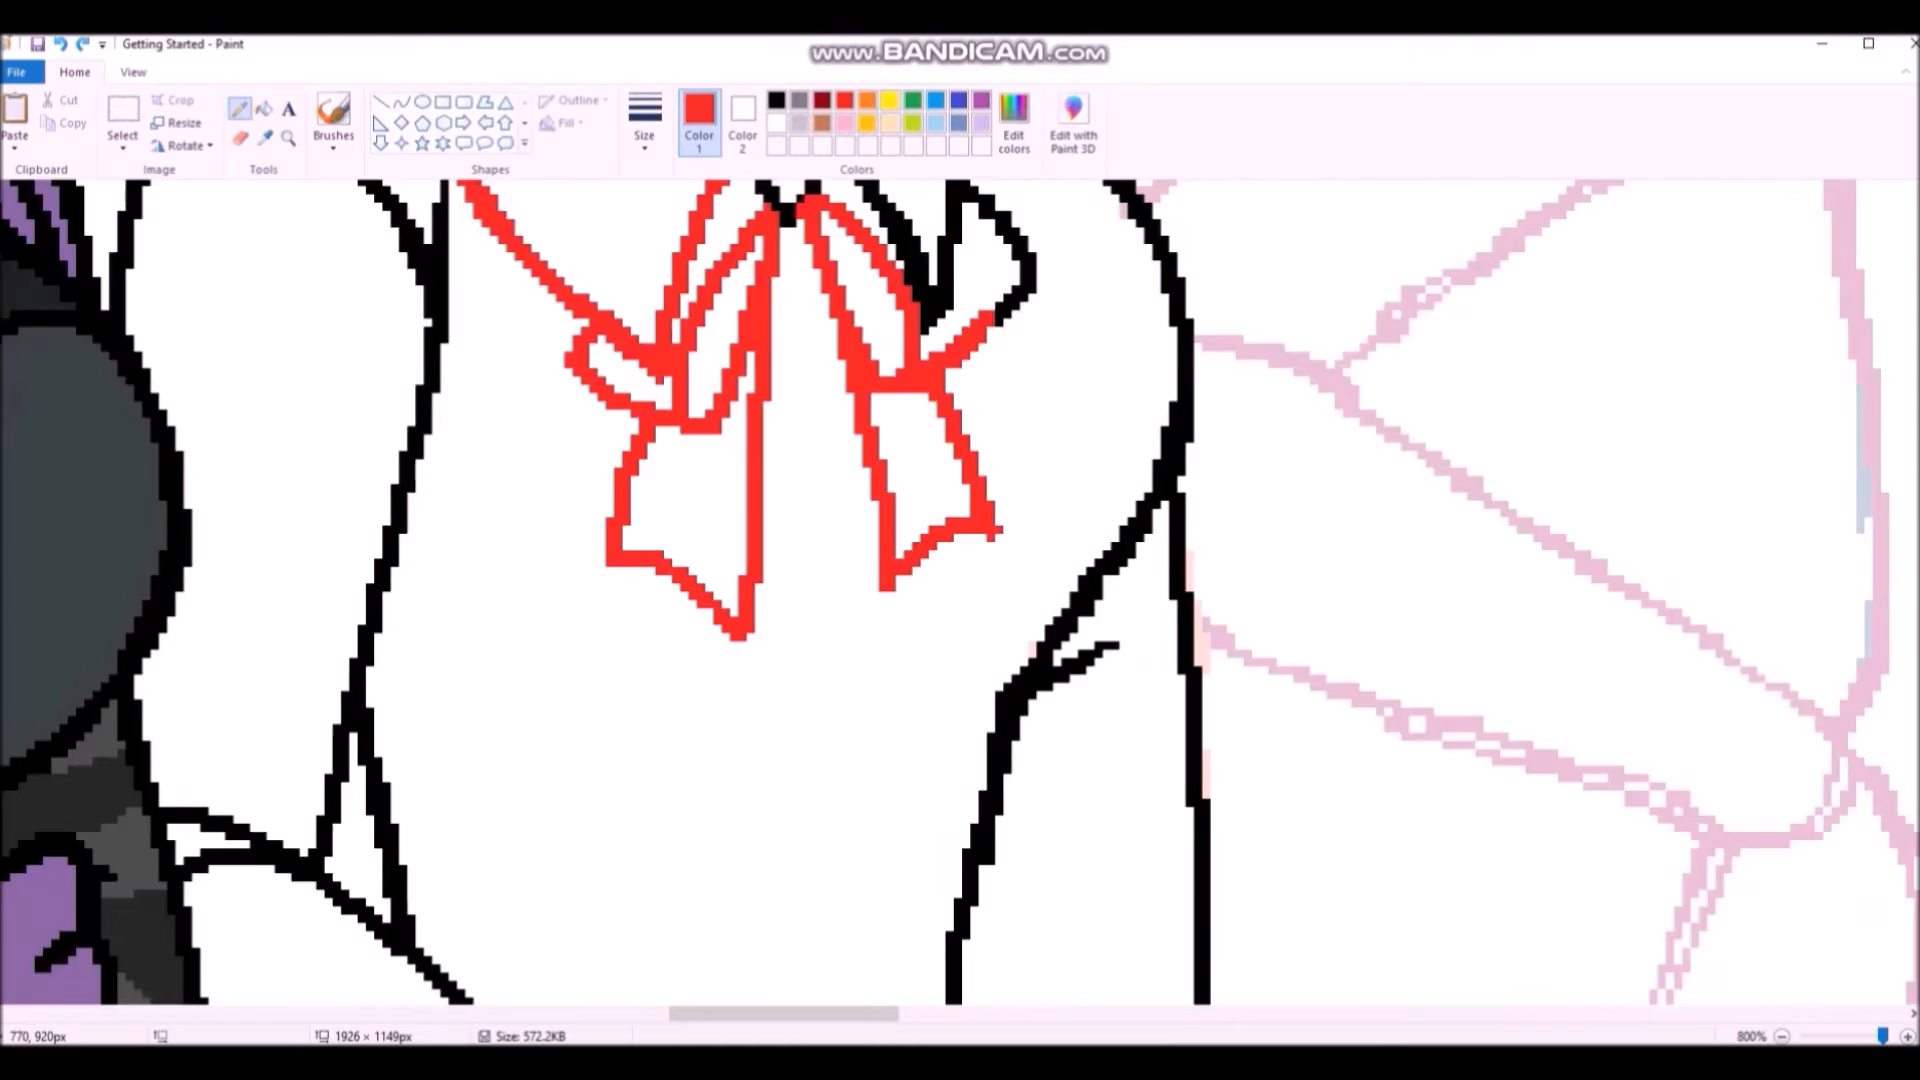 Getting Started - Paint
www.BANDICAM.com
File Home View
Paste
Cut
Copy
Clipboard
Select
Crop
Resize
Rotate
Image
A
Tools
Brushes
Outline
Fill
Shapes
Size
Color 1
Color 2
Edit colors
Colors
Edit with Paint 3D
770, 920px
1926 × 1149px
Size: 572.2KB
800%